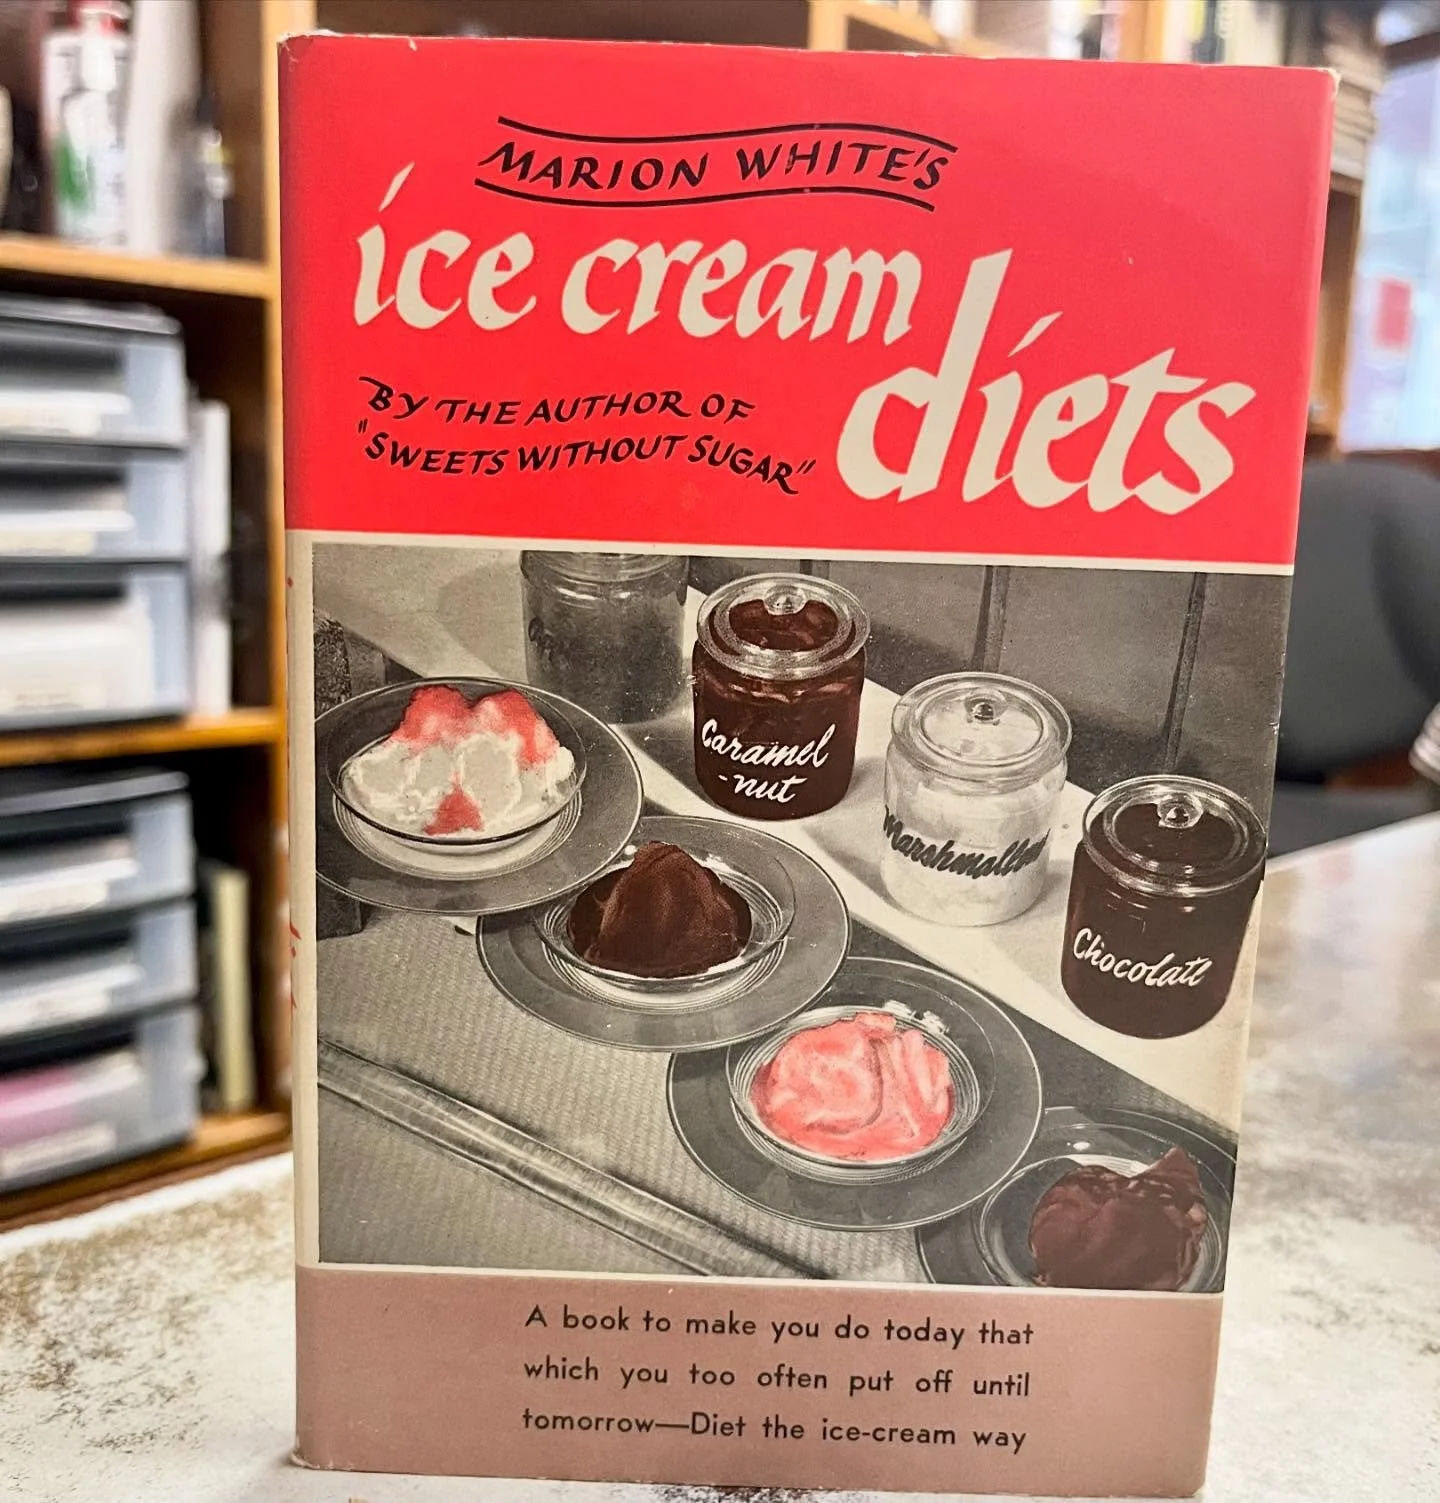 MARION WHITE'S
ice cream
diets
BY THE AUTHOR OF
"SWEETS WITHOUT SUGAR"
Caramel
-nut
Marshmallow
Chocolate
A book to make you do today that
which you too often put off until
tomorrow—Diet the ice-cream way